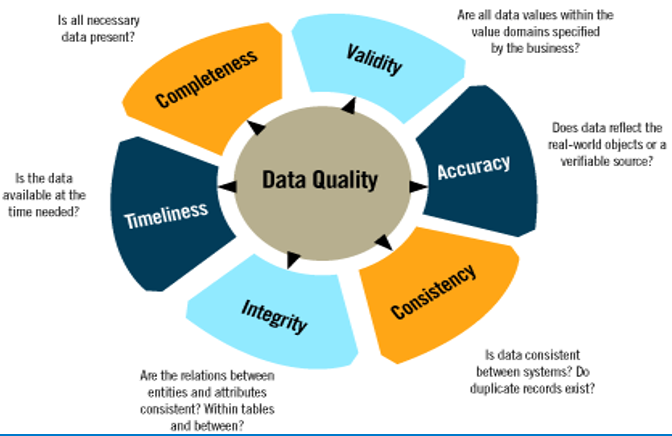 Is all necessary
data present?
Completeness
Validity
Are all data values within the
value domains specified
by the business?
Accuracy
Does data reflect the
real-world objects or a
verifiable source?
Data Quality
Is the data
available at the
time needed?
Timeliness
Integrity
Are the relations between
entities and attributes
consistent? Within tables
and between?
Consistency
Is data consistent
between systems? Do
duplicate records exist?